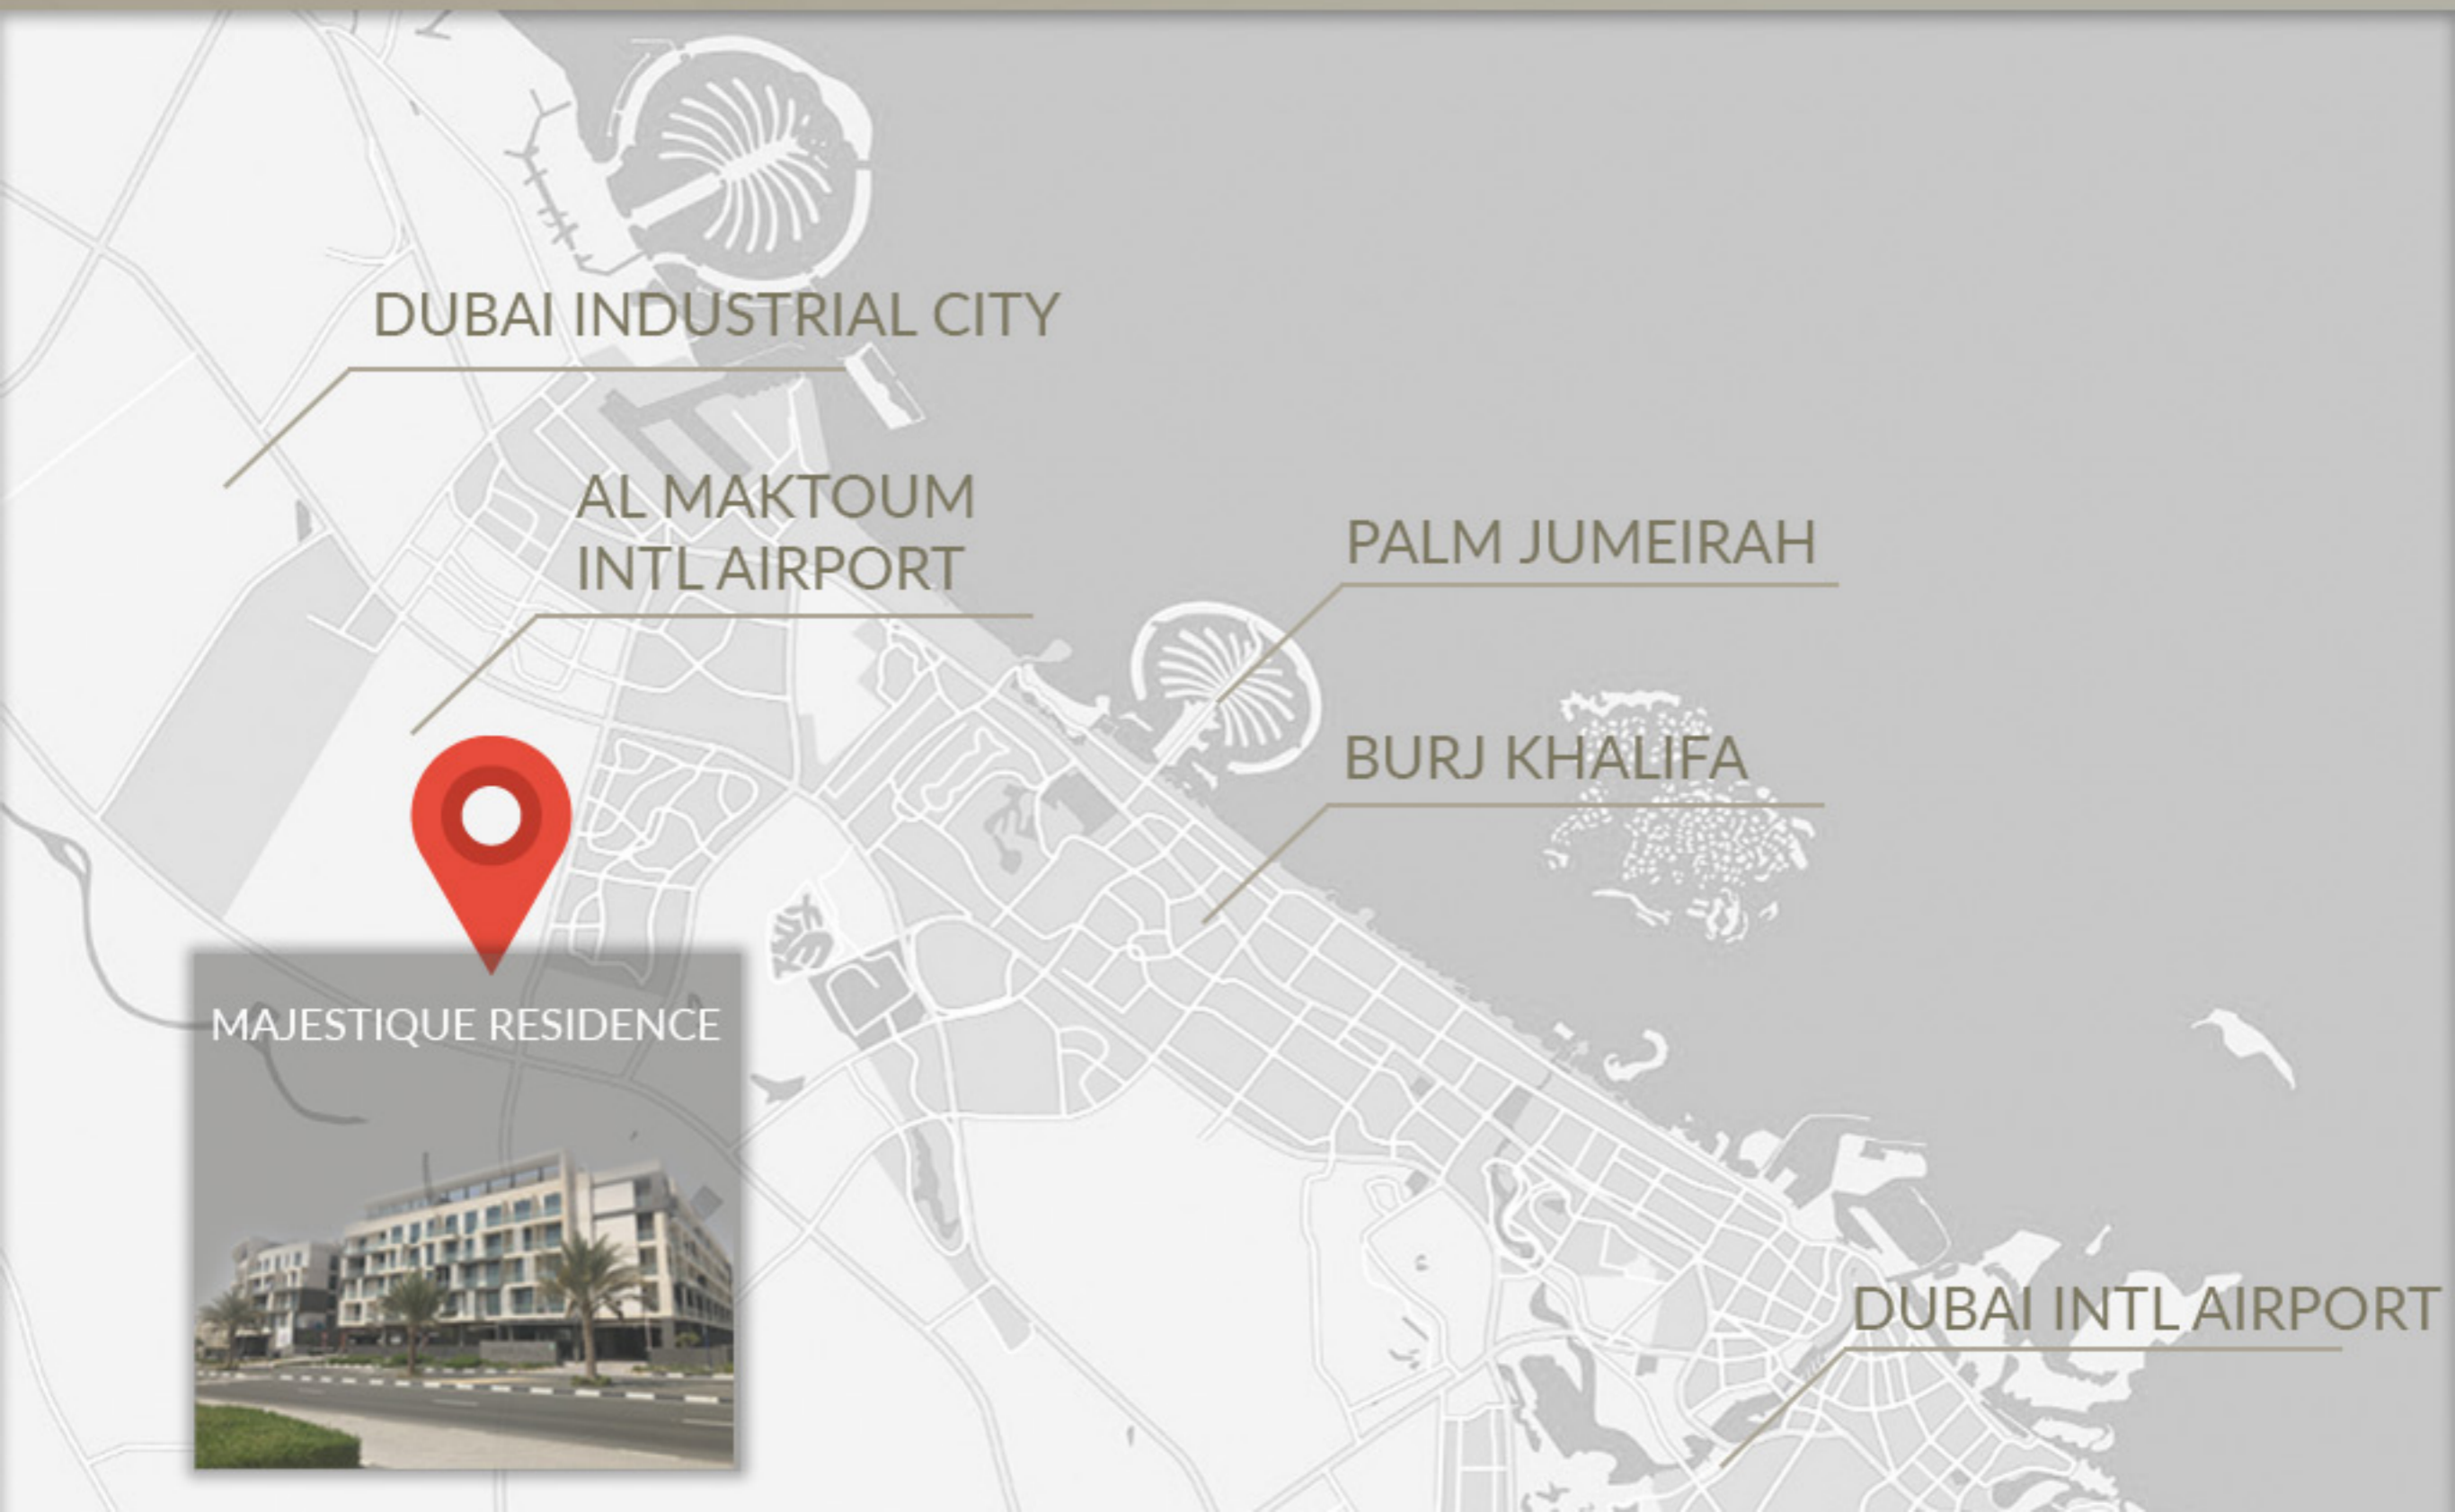 DUBAI INDUSTRIAL CITY
AL MAKTOUM
INTL AIRPORT
PALM JUMEIRAH
BURJ KHALIFA
MAJESTIQUE RESIDENCE
DUBAI INTL AIRPORT